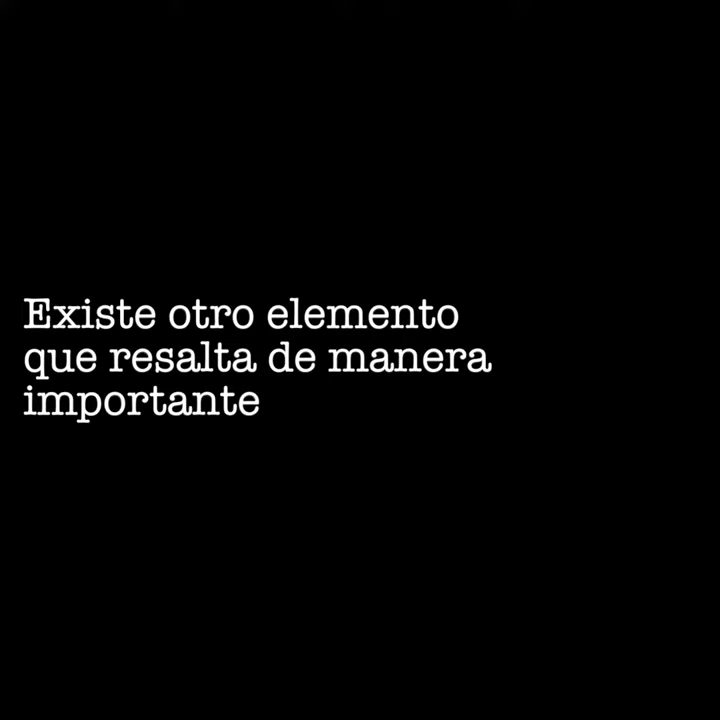 Existe otro elemento
que resalta de manera
importante